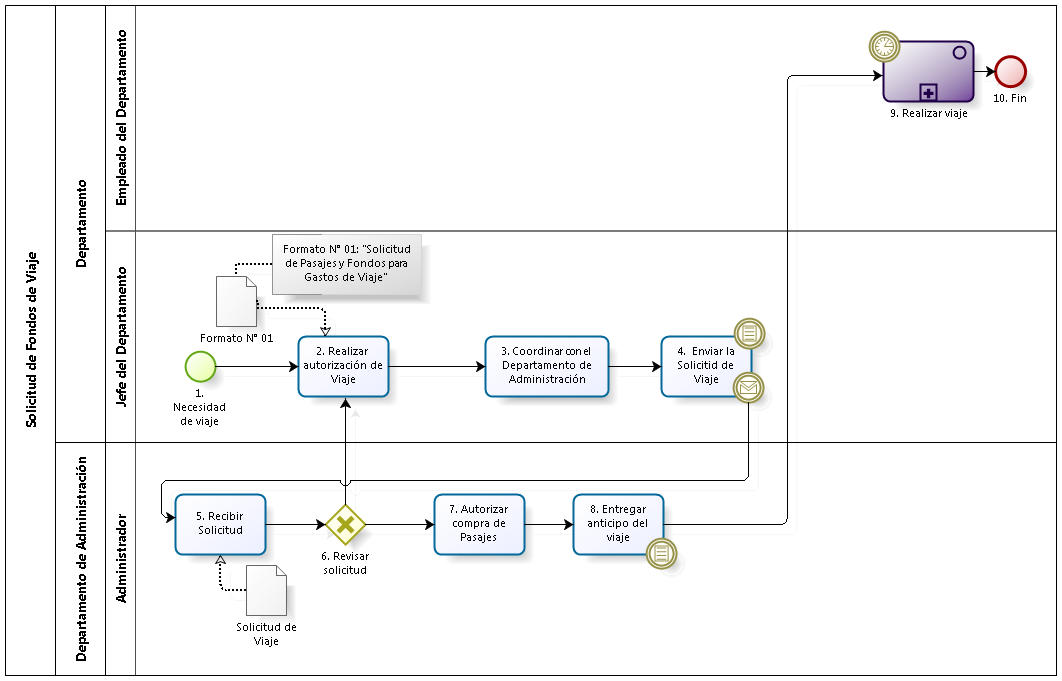 Solicitud de Fondos de Viaje
Departamento
Empleado del Departamento
9. Realizar viaje
10. Fin
Jefe del Departamento
Formato N° 01: "Solicitud
de Pasajes y Fondos para
Gastos de Viaje"
Formato N° 01
1.
Necesidad
de viaje
2. Realizar
autorización de
Viaje
3. Coordinar con el
Departamento de
Administración
4. Enviar la
Solicitid de
Viaje
Departamento de Administración
Administrador
5. Recibir
Solicitud
6. Revisar
solicitud
7. Autorizar
compra de
Pasajes
8. Entregar
anticipo del
viaje
Solicitud de
Viaje